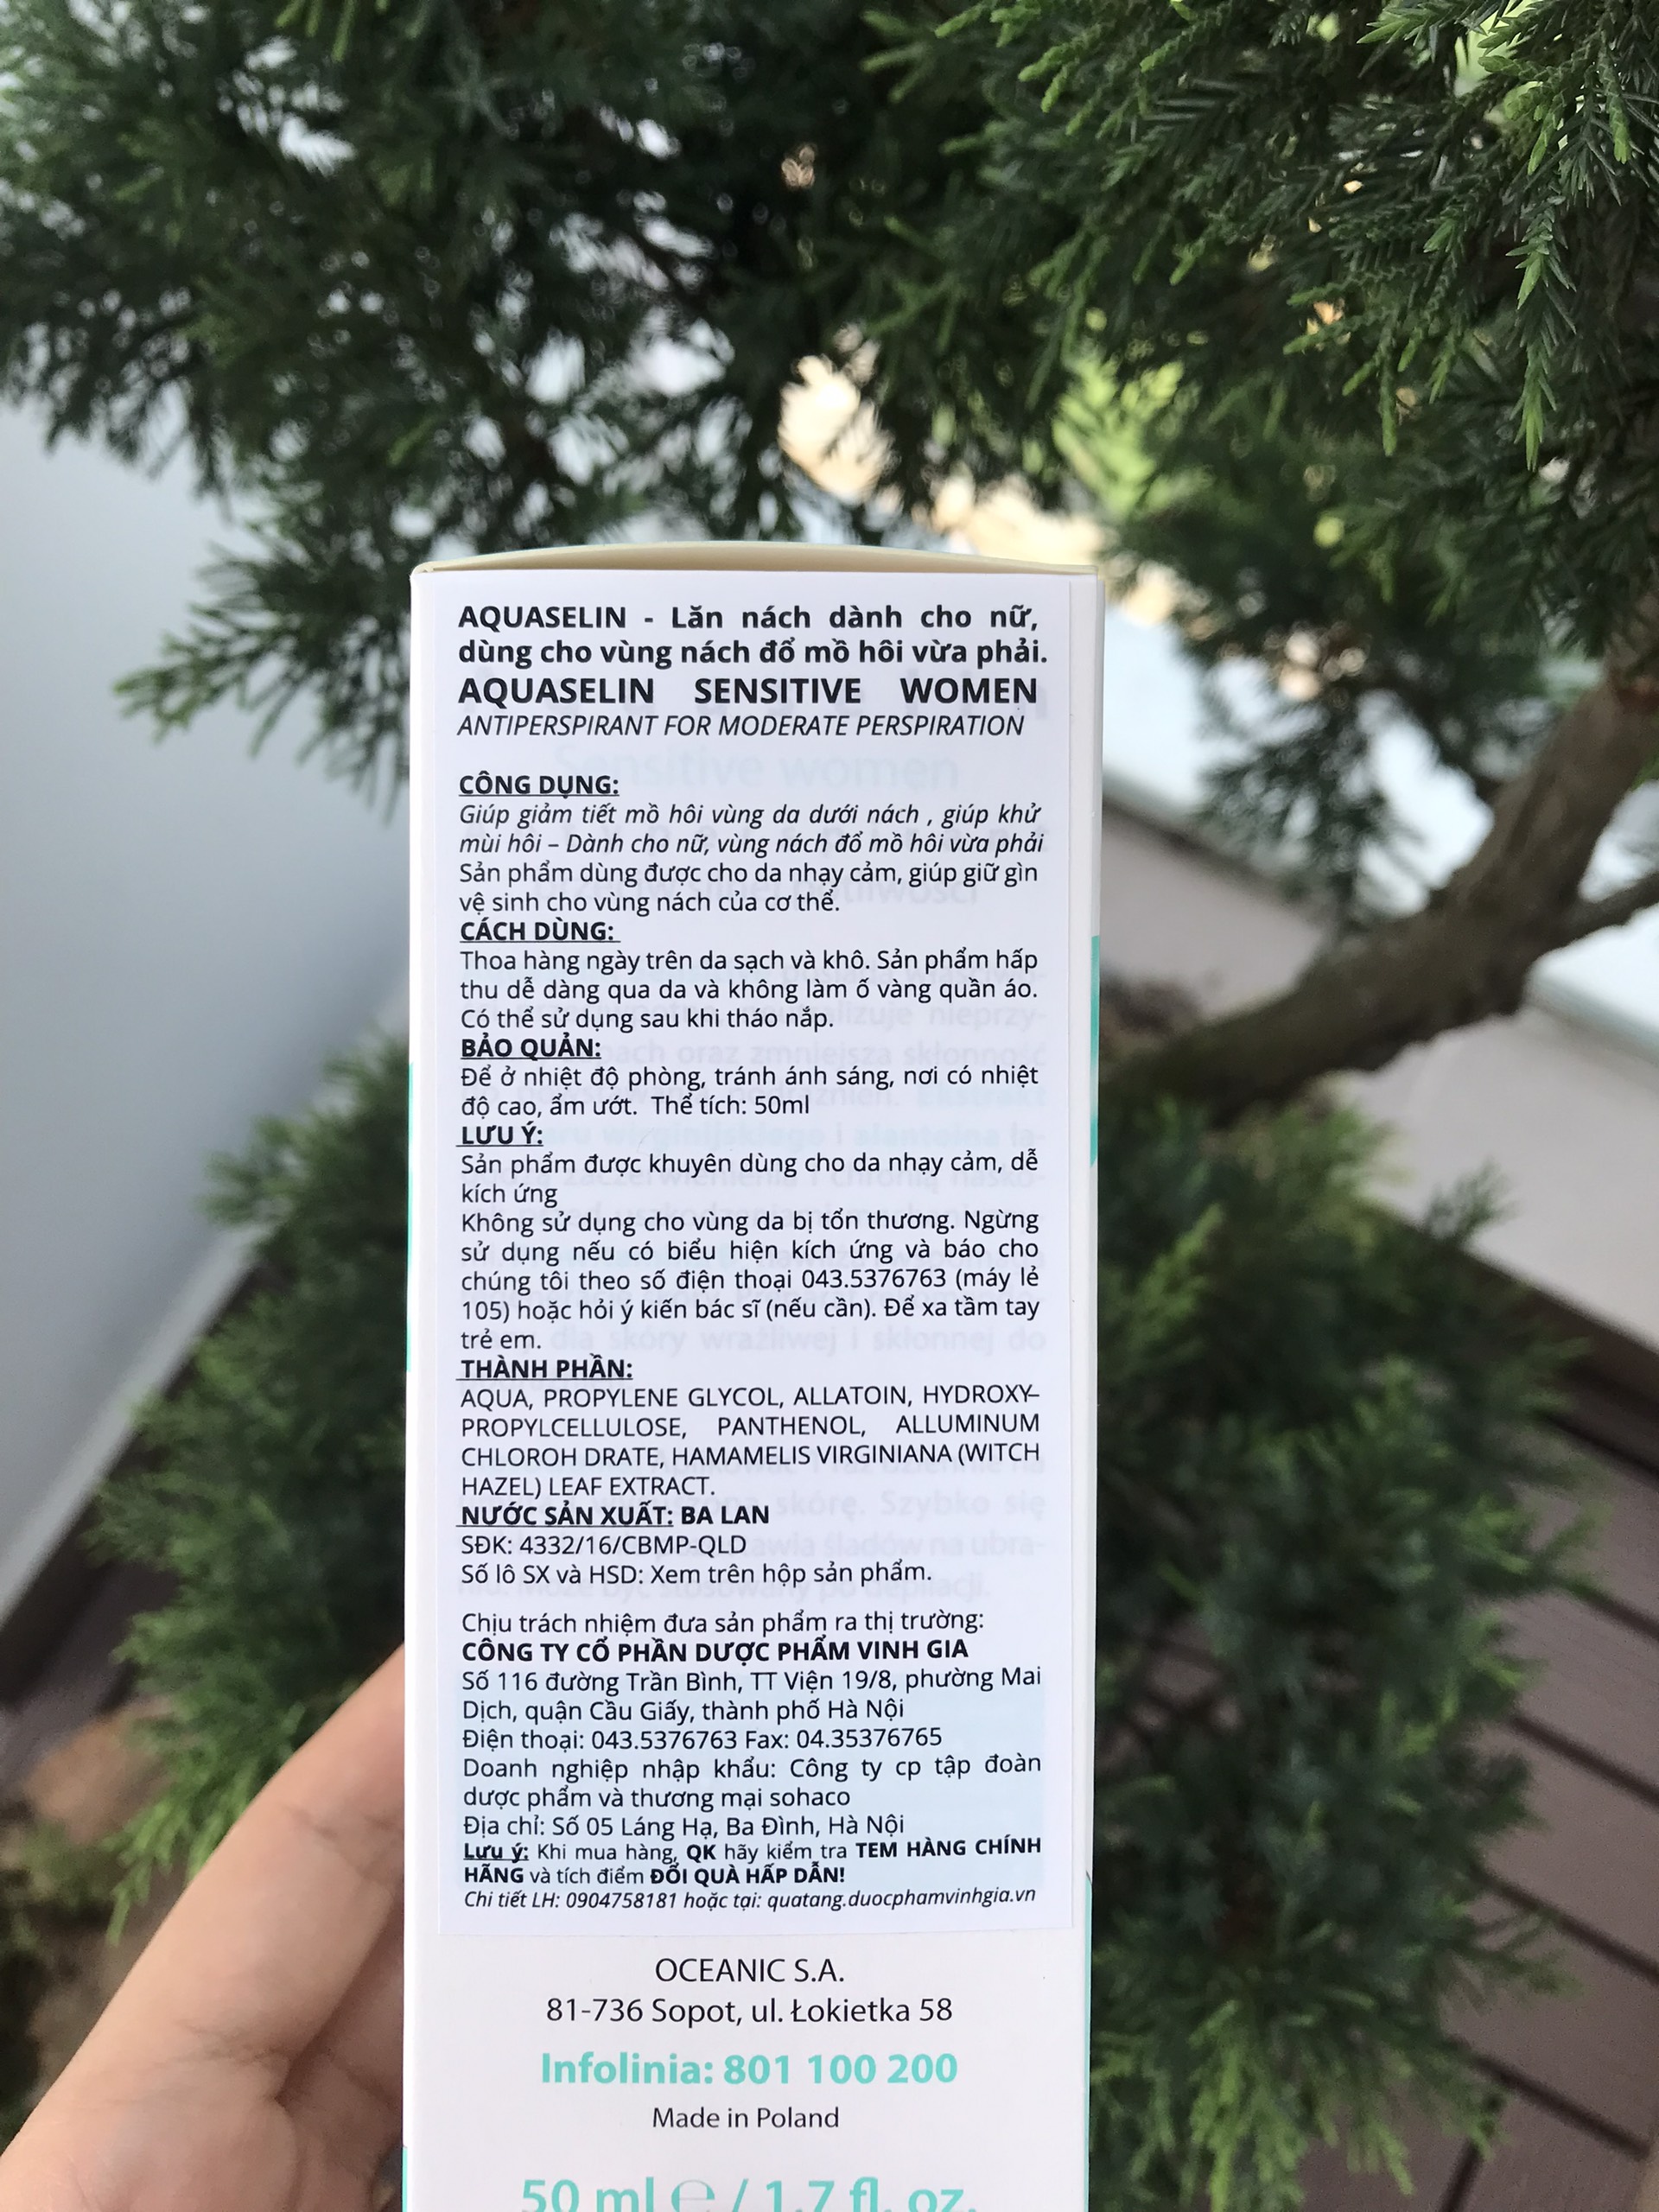 AQUASELIN - Lăn nách dành cho nữ,
dùng cho vùng nách đổ mồ hôi vừa phải.
AQUASELIN SENSITIVE WOMEN
ANTIPERSPIRANT FOR MODERATE PERSPIRATION
Sensitive women
CÔNG DỤNG:
Giúp giảm tiết mồ hôi vùng da dưới nách , giúp khử
mùi hôi – Dành cho nữ, vùng nách đổ mồ hôi vừa phải
Sản phẩm dùng được cho da nhạy cảm, giúp giữ gìn
vệ sinh cho vùng nách của cơ thể.
CÁCH DÙNG:
Thoa hàng ngày trên da sạch và khô. Sản phẩm hấp
thu dễ dàng qua da và không làm ố vàng quần áo.
Có thể sử dụng sau khi tháo nắp.
BẢO QUẢN:
Để ở nhiệt độ phòng, tránh ánh sáng, nơi có nhiệt
độ cao, ẩm ướt. Thể tích: 50ml
LƯU Ý:
Sản phẩm được khuyên dùng cho da nhạy cảm, dễ
kích ứng
Không sử dụng cho vùng da bị tổn thương. Ngừng
sử dụng nếu có biểu hiện kích ứng và báo cho
chúng tôi theo số điện thoại 043.5376763 (máy lẻ
105) hoặc hỏi ý kiến bác sĩ (nếu cần). Để xa tầm tay
trẻ em.
THÀNH PHẦN:
AQUA, PROPYLENE GLYCOL, ALLATOIN, HYDROXY-
PROPYLCELLULOSE, PANTHENOL, ALLUMINUM
CHLOROH DRATE, HAMAMELIS VIRGINIANA (WITCH
HAZEL) LEAF EXTRACT.
NƯỚC SẢN XUẤT: BA LAN
SĐK: 4332/16/CBMP-QLD
Số lô SX và HSD: Xem trên hộp sản phẩm.
Chịu trách nhiệm đưa sản phẩm ra thị trường:
CÔNG TY CỔ PHẦN DƯỢC PHẨM VINH GIA
Số 116 đường Trần Bình, TT Viện 19/8, phường Mai
Dịch, quận Cầu Giấy, thành phố Hà Nội
Điện thoại: 043.5376763 Fax: 04.35376765
Doanh nghiệp nhập khẩu: Công ty cp tập đoàn
dược phẩm và thương mại sohaco
Địa chỉ: Số 05 Láng Hạ, Ba Đình, Hà Nội
Lưu ý: Khi mua hàng, QK hãy kiểm tra TEM HÀNG CHÍNH
HÃNG và tích điểm ĐỔI QUÀ HẤP DẪN!
Chi tiết LH: 0904758181 hoặc tại: quatang.duocphamvinhgia.vn
OCEANIC S.A.
81-736 Sopot, ul. Łokietka 58
Infolinia: 801 100 200
Made in Poland
50 ml ℮ / 1.7 fl. oz.